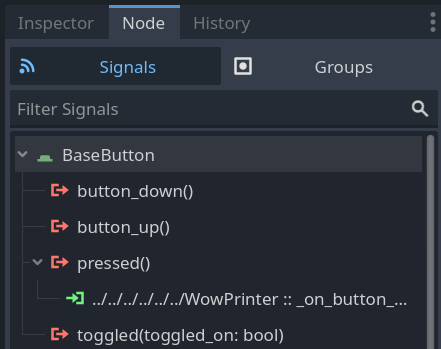 Inspector Node History
Signals Groups
Filter Signals
BaseButton
button_down()
button_up()
pressed()
../../../../../../WowPrinter :: _on_button_...
toggled(toggled_on: bool)